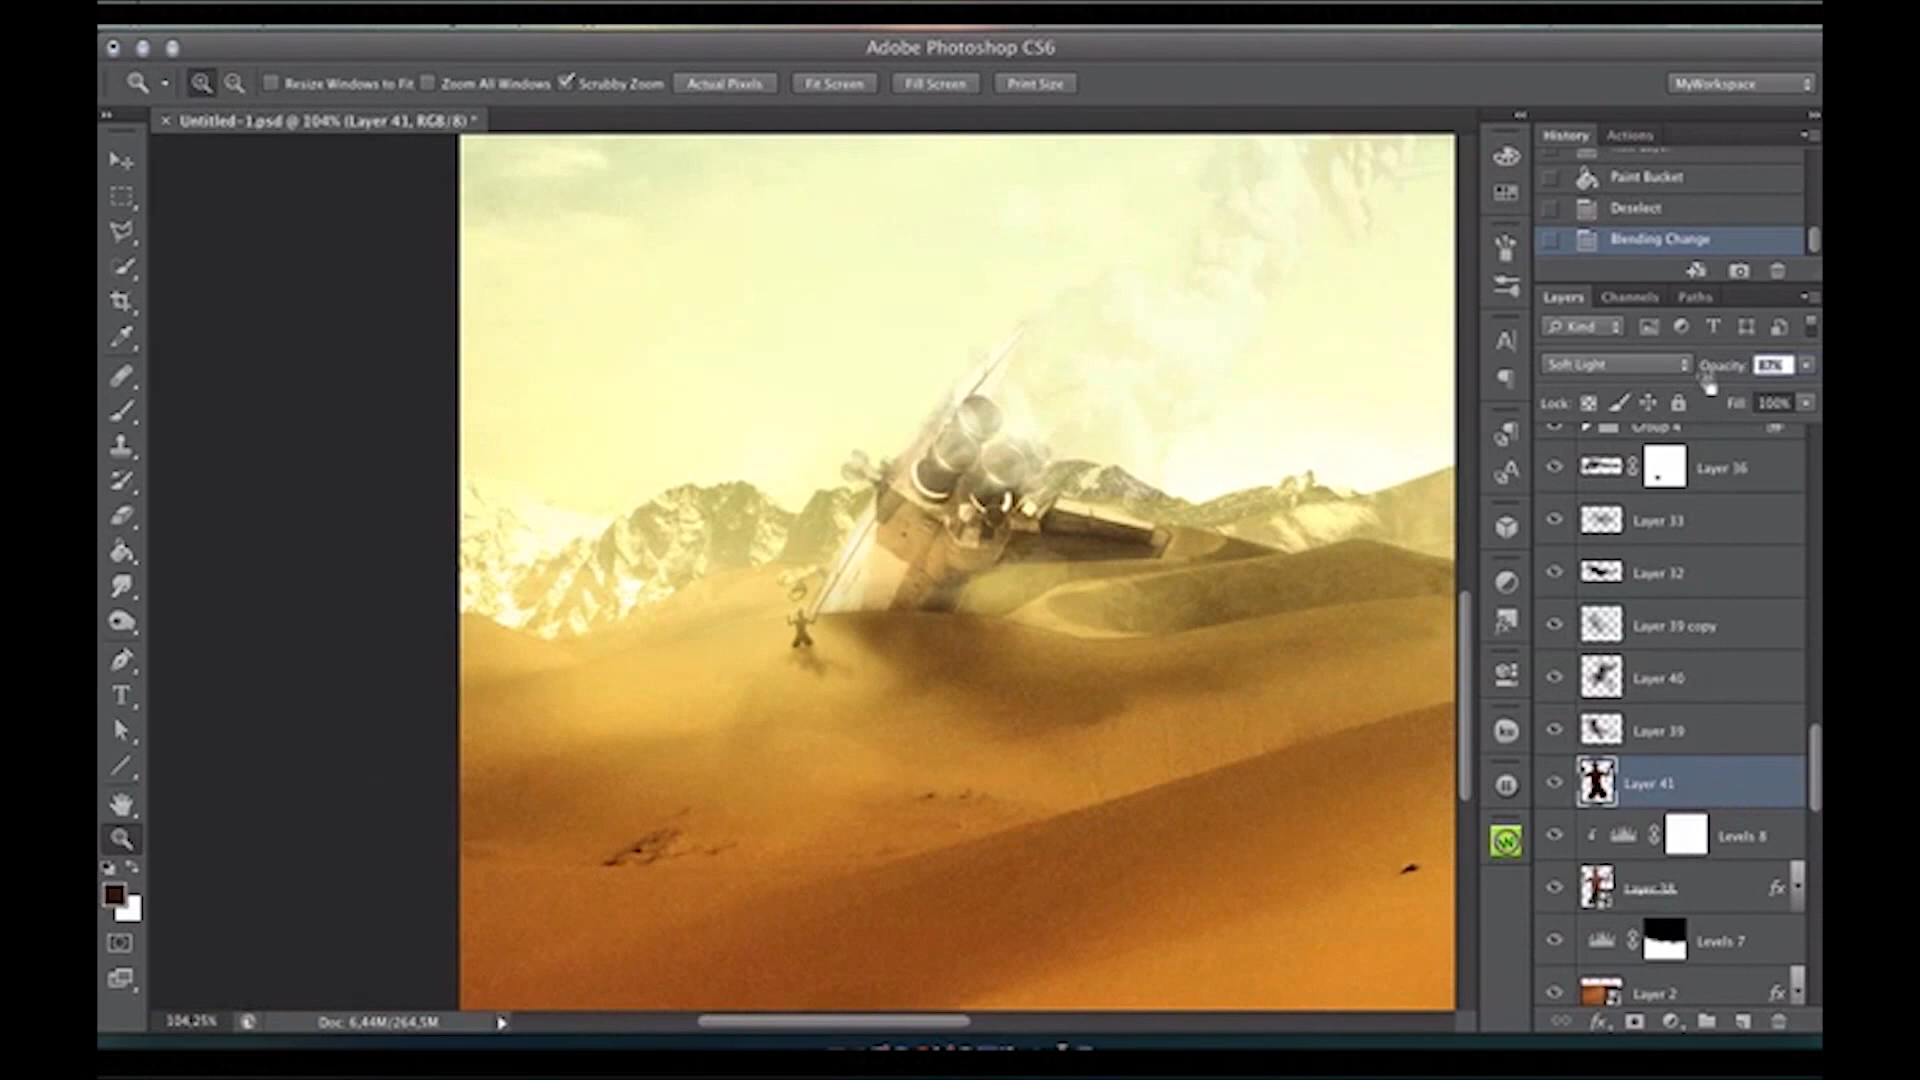 Adobe Photoshop CS6
Resize Windows to Fit
Zoom All Windows
Scrubby Zoom
Actual Pixels
Fit Screen
Fill Screen
Print Size
MyWorkspace
Untitled-1.psd @ 104% (Layer 41, RGB/8) *
History
Actions
Paint Bucket
Deselect
Blending Change
Layers
Channels
Paths
Kind
Soft Light
Opacity:
Lock:
Fill: 100%
Group 4
Layer 36
Layer 33
Layer 32
Layer 39 copy
Layer 40
Layer 39
Layer 41
Levels 8
Layer 38
fx
Levels 7
Layer 2
fx
104,25%
Doc: 6,44M/264,5M